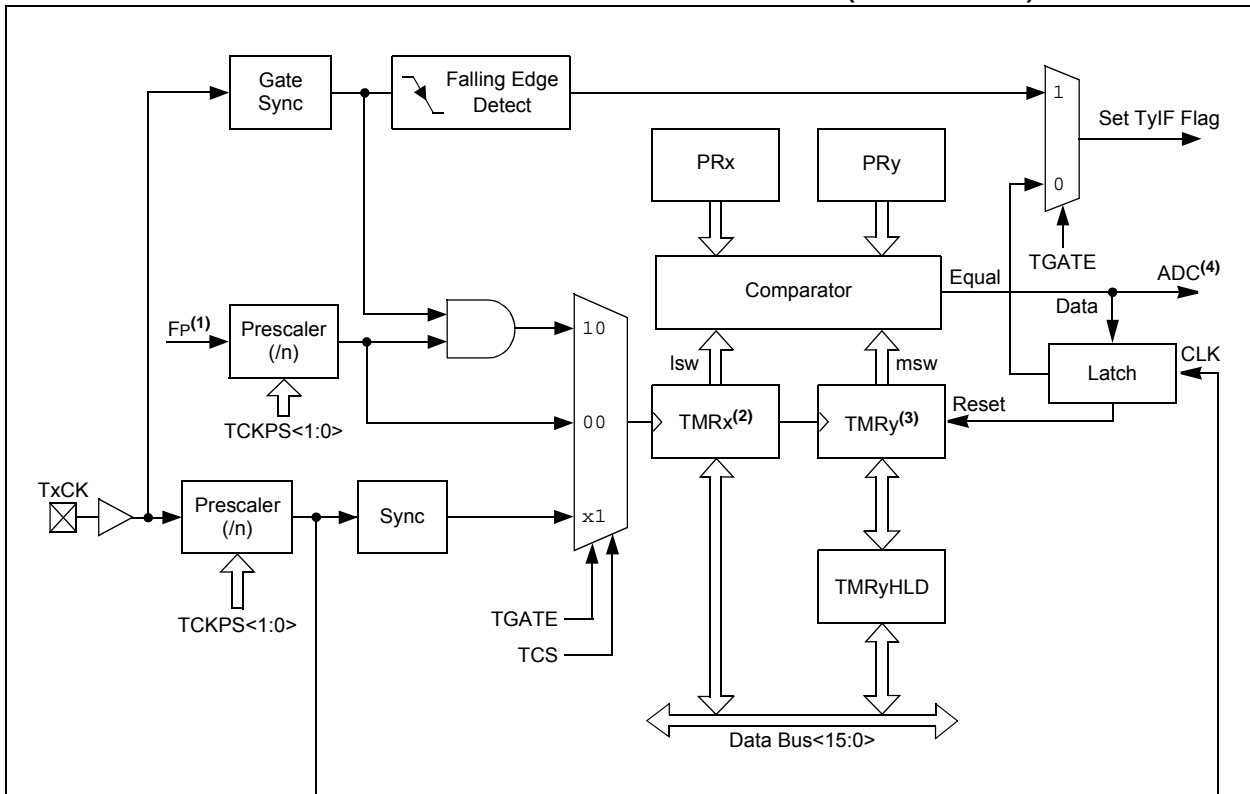 Gate
Sync
Falling Edge
Detect
1
Set TyIF Flag
PRx
PRy
0
TGATE
Comparator
Equal
ADC(4)
Data
FP(1)
Prescaler
(/n)
10
lsw
msw
Latch
CLK
TCKPS<1:0>
00
TMRx(2)
TMRy(3)
Reset
TxCK
Prescaler
(/n)
Sync
x1
TMRyHLD
TGATE
TCKPS<1:0>
TCS
Data Bus<15:0>